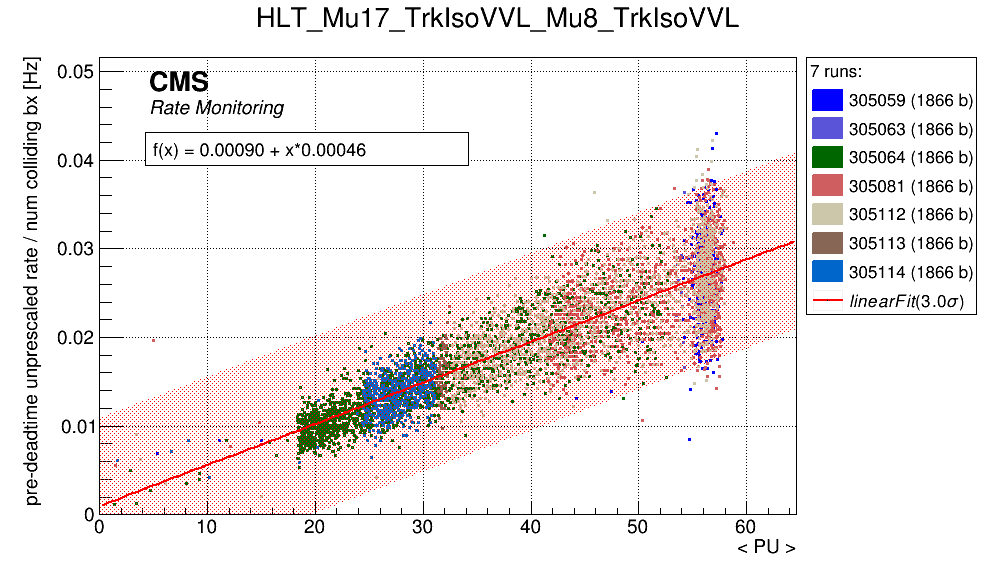 HLT_Mu17_TrkIsoVVL_Mu8_TrkIsoVVL
pre-deadtime unprescaled rate / num colliding bx [Hz]
0.05
0.04
0.03
0.02
0.01
0
CMS
Rate Monitoring
f(x) = 0.00090 + x*0.00046
0 10 20 30 40 50 60
< PU >
7 runs:
305059 (1866 b)
305063 (1866 b)
305064 (1866 b)
305081 (1866 b)
305112 (1866 b)
305113 (1866 b)
305114 (1866 b)
linearFit(3.0σ)